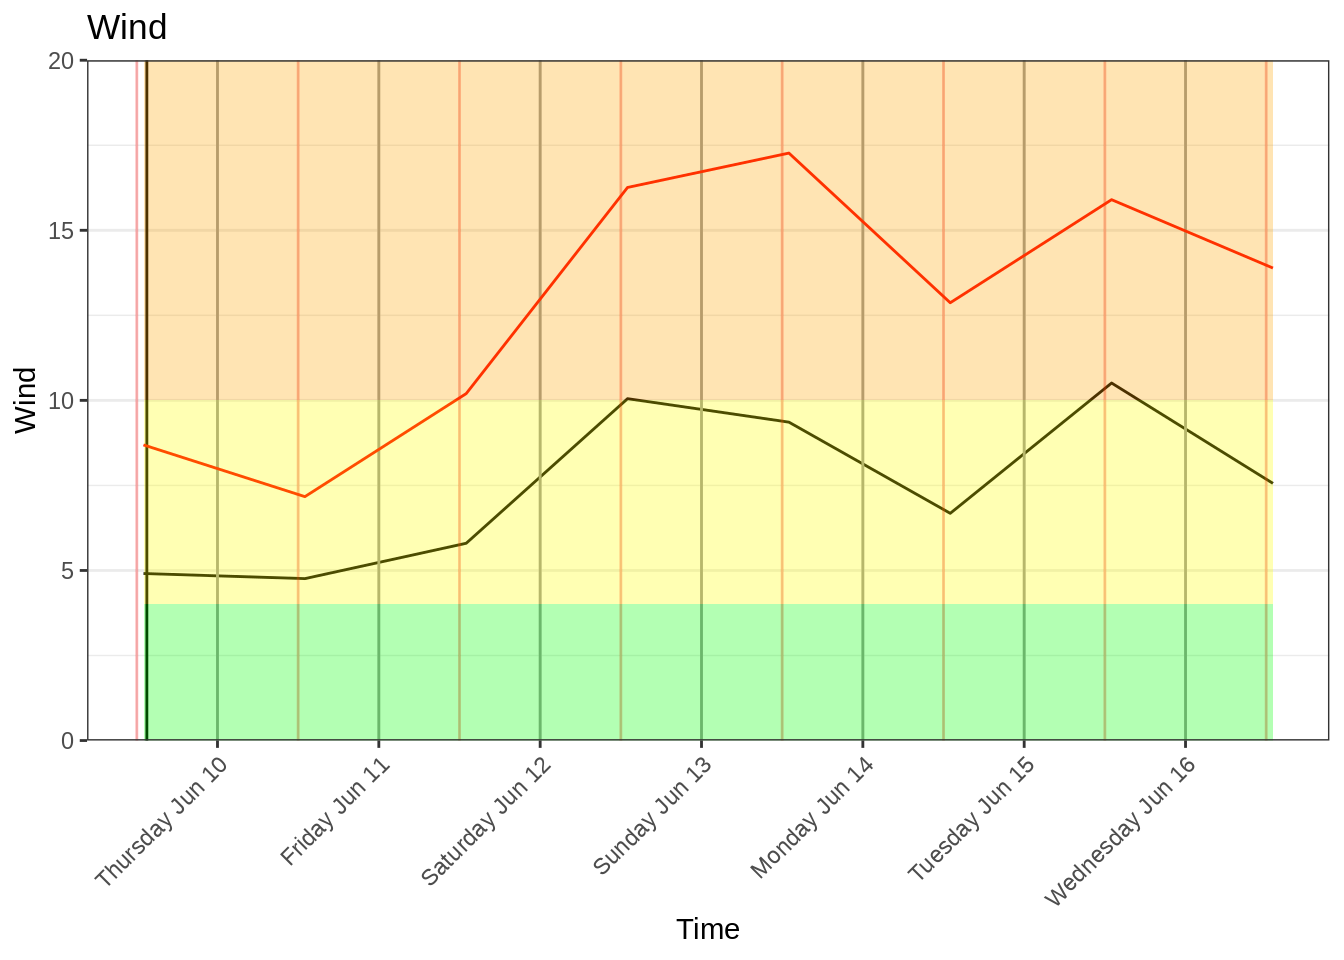 Wind
20
15
10
5
0
Wind
Thursday Jun 10
Friday Jun 11
Saturday Jun 12
Sunday Jun 13
Monday Jun 14
Tuesday Jun 15
Wednesday Jun 16
Time